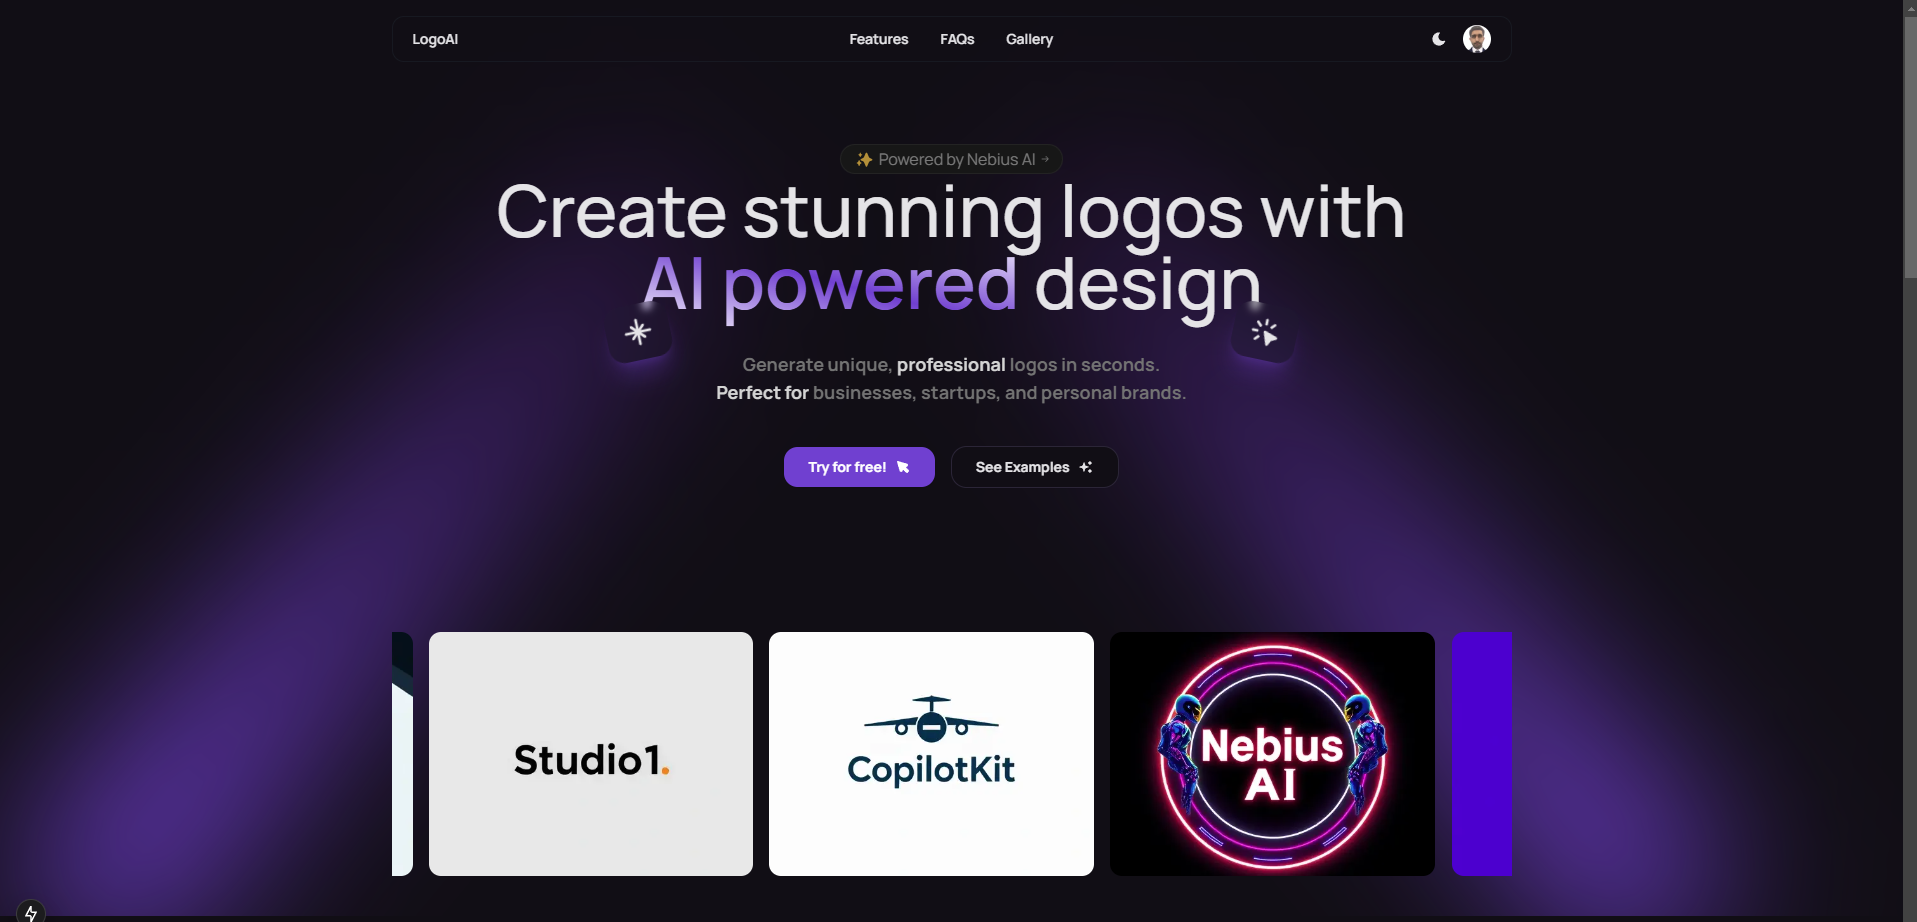 LogoAI
Features
FAQs
Gallery
✨ Powered by Nebius AI →
Create stunning logos with
AI powered design
Generate unique, professional logos in seconds.
Perfect for businesses, startups, and personal brands.
Try for free!
See Examples
Studio1.
CopilotKit
Nebius
AI